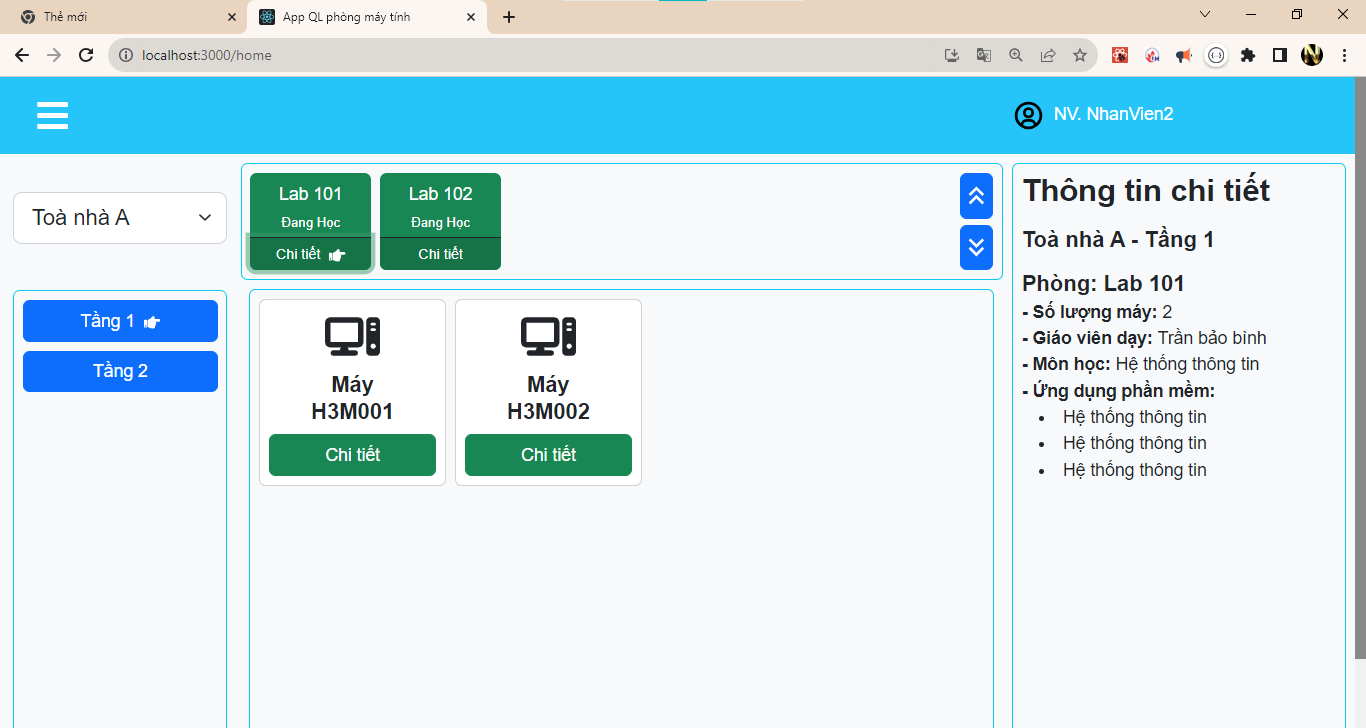 Thẻ mới
App QL phòng máy tính
localhost:3000/home
NV. NhanVien2
Toà nhà A
Tầng 1
Tầng 2
Lab 101
Đang Học
Chi tiết
Lab 102
Đang Học
Chi tiết
Máy
H3M001
Chi tiết
Máy
H3M002
Chi tiết
Thông tin chi tiết
Toà nhà A - Tầng 1
Phòng: Lab 101
- Số lượng máy: 2
- Giáo viên dạy: Trần bảo bình
- Môn học: Hệ thống thông tin
- Ứng dụng phần mềm:
• Hệ thống thông tin
• Hệ thống thông tin
• Hệ thống thông tin